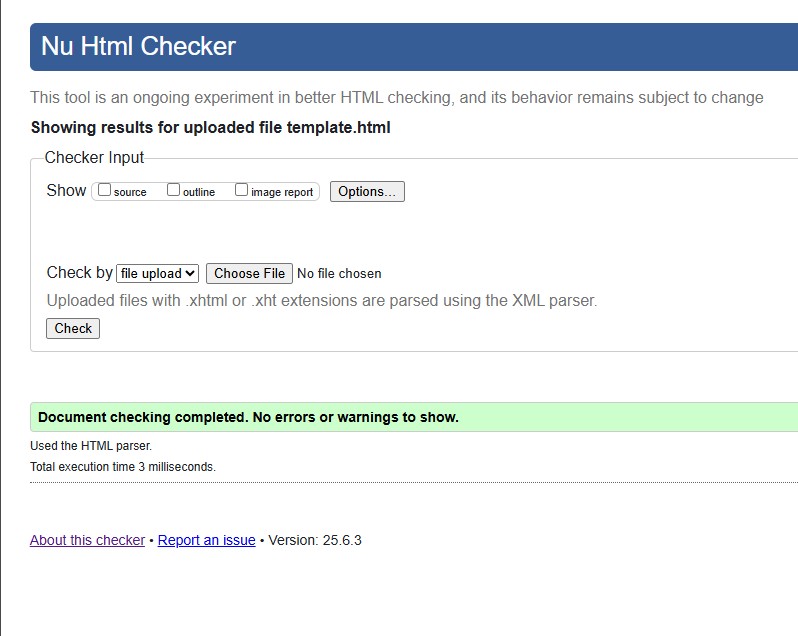 Nu Html Checker
This tool is an ongoing experiment in better HTML checking, and its behavior remains subject to change
Showing results for uploaded file template.html
Checker Input
Show source outline image report Options...
Check by file upload Choose File No file chosen
Uploaded files with .xhtml or .xht extensions are parsed using the XML parser.
Check
Document checking completed. No errors or warnings to show.
Used the HTML parser.
Total execution time 3 milliseconds.
About this checker • Report an issue • Version: 25.6.3